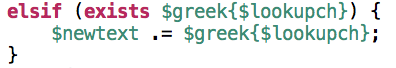 elsif (exists $greek{$lookupch}) {
    $newtext .= $greek{$lookupch};
}